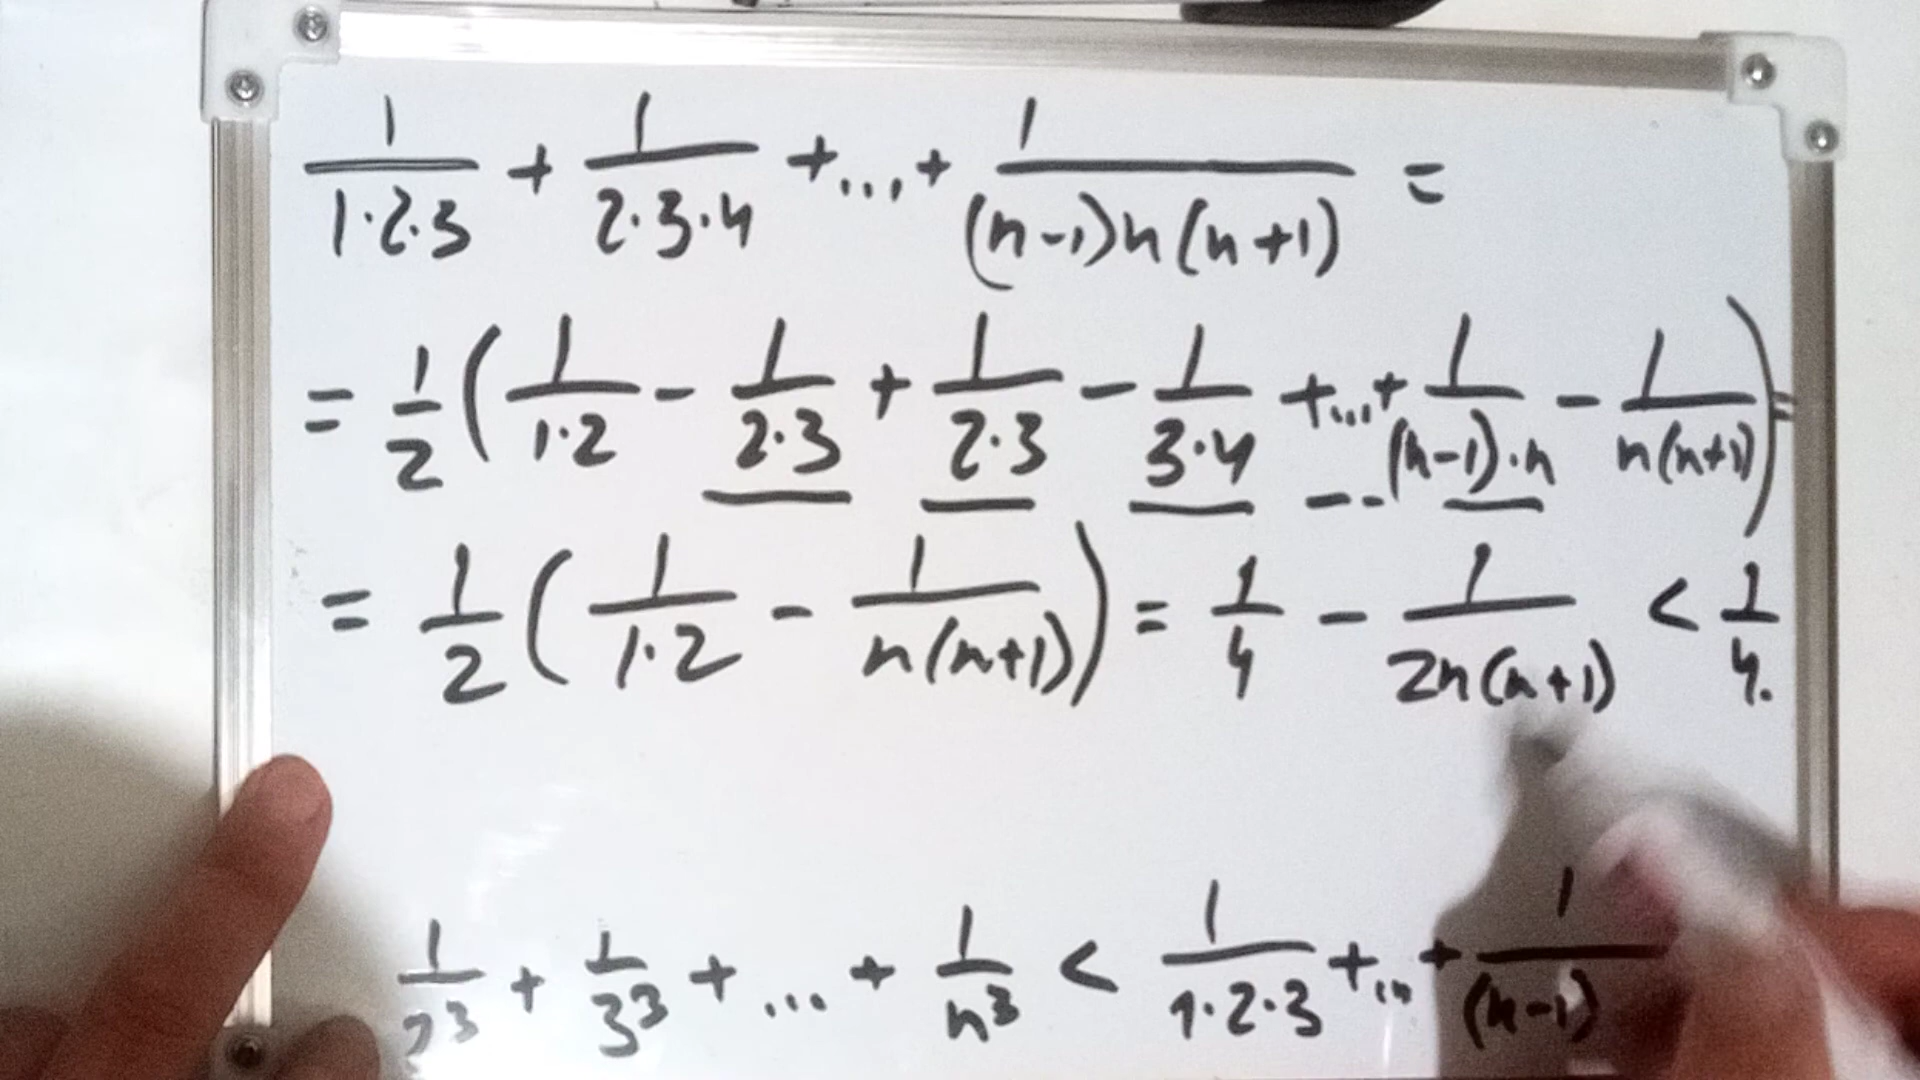 1/(1·2·3) + 1/(2·3·4) + ... + 1/((n-1)n(n+1)) =
= 1/2 (1/(1·2) - 1/(2·3) + 1/(2·3) - 1/(3·4) + ... + 1/((n-1)·n) - 1/(n(n+1))) =
= 1/2 (1/(1·2) - 1/(n(n+1))) = 1/4 - 1/(2n(n+1)) < 1/4.
1/2³ + 1/3³ + ... + 1/n³ < 1/(1·2·3) + ... + 1/(n-1)